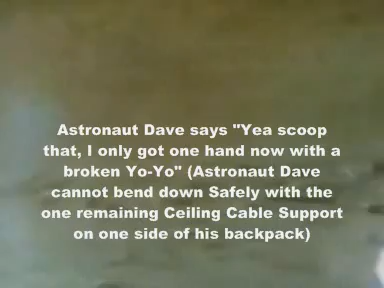 Astronaut Dave says "Yea scoop
that, I only got one hand now with a
broken Yo-Yo" (Astronaut Dave
cannot bend down Safely with the
one remaining Ceiling Cable Support
on one side of his backpack)